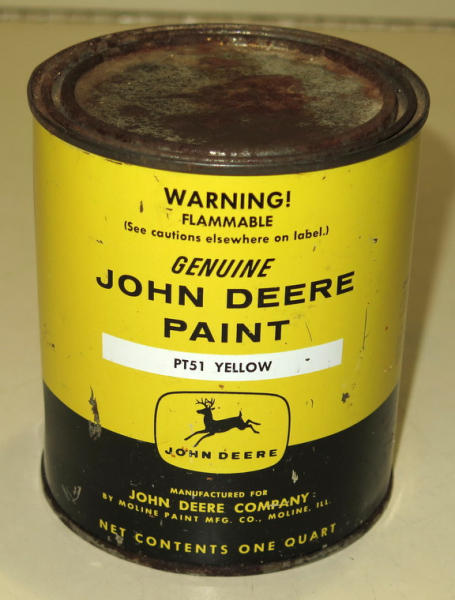 WARNING!
FLAMMABLE
(See cautions elsewhere on label.)
GENUINE
JOHN DEERE
PAINT
PT51 YELLOW
JOHN DEERE
MANUFACTURED FOR
JOHN DEERE COMPANY
BY MOLINE PAINT MFG. CO., MOLINE, ILL.
NET CONTENTS ONE QUART